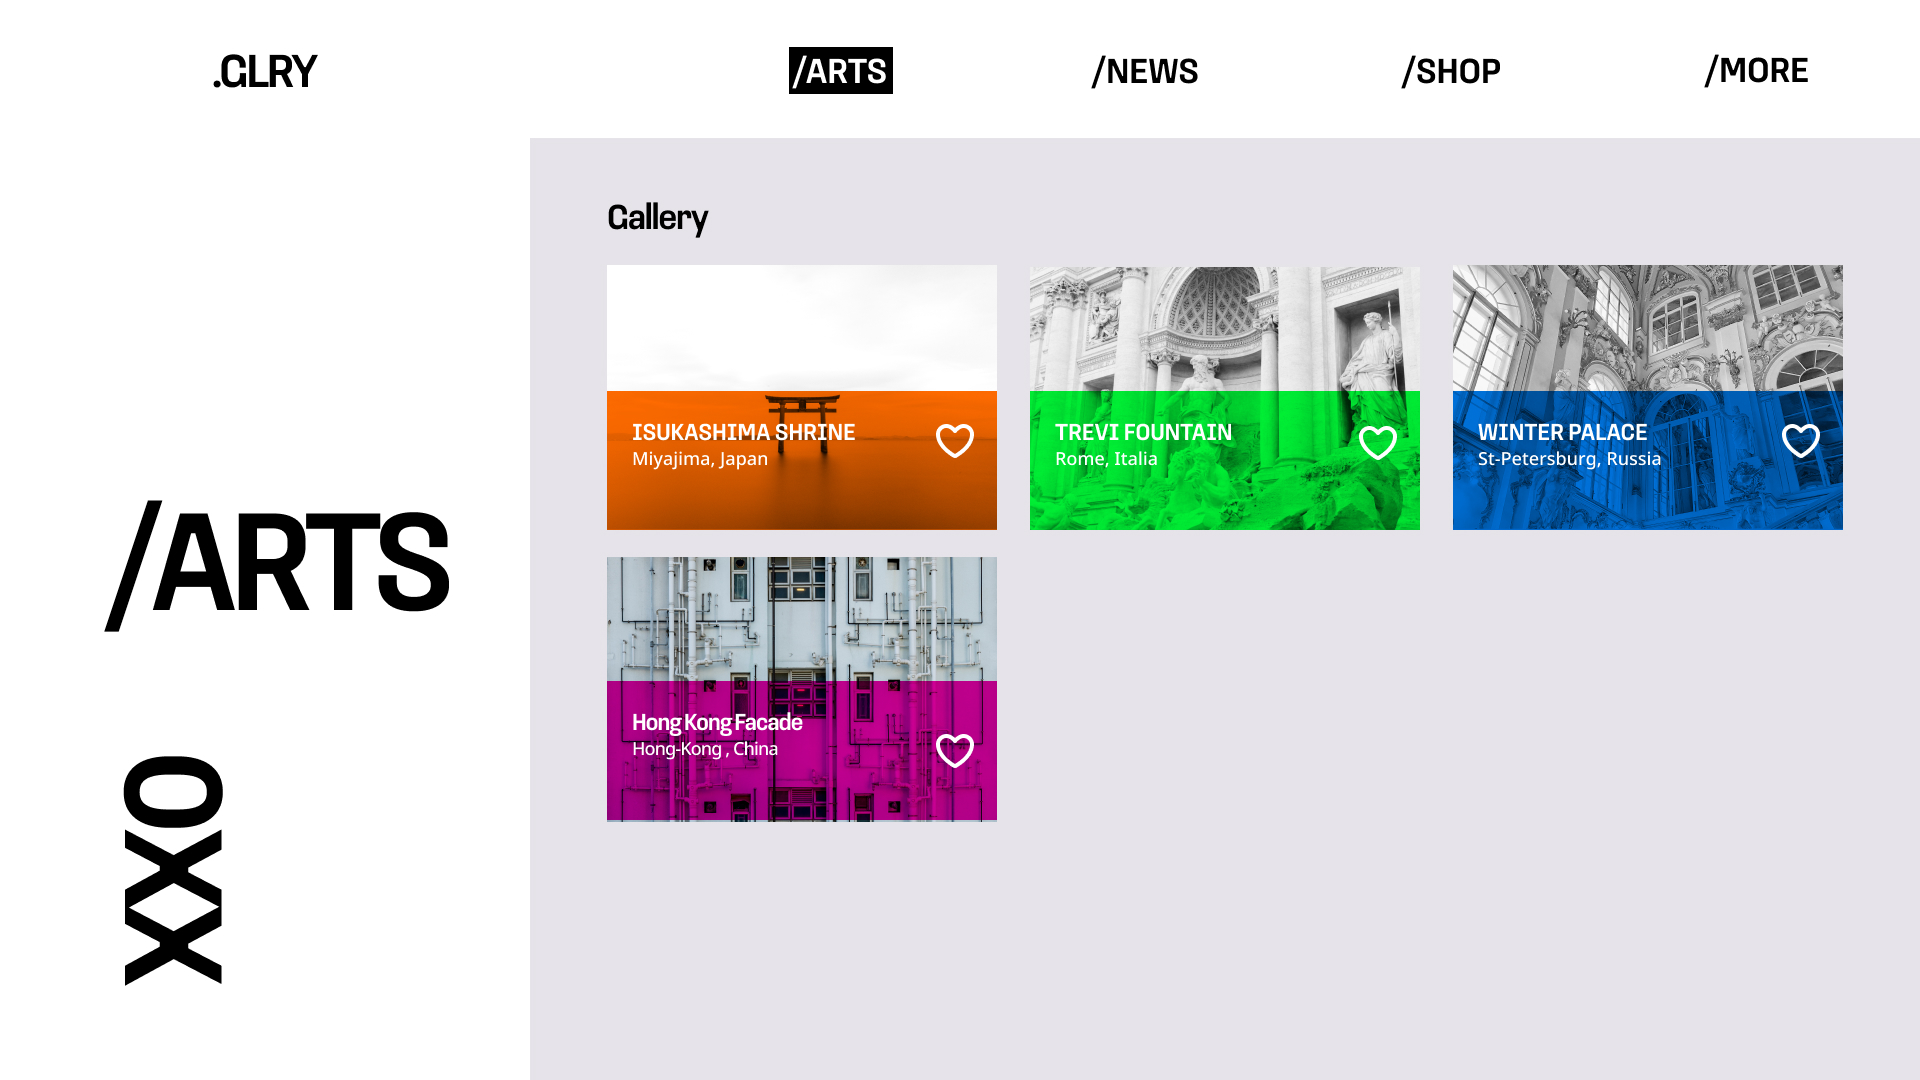 .GLRY
/ARTS
/NEWS
/SHOP
/MORE
Gallery
ISUKASHIMA SHRINE
Miyajima, Japan
TREVI FOUNTAIN
Rome, Italia
WINTER PALACE
St-Petersburg, Russia
/ARTS
Hong Kong Facade
Hong-Kong , China
XXO